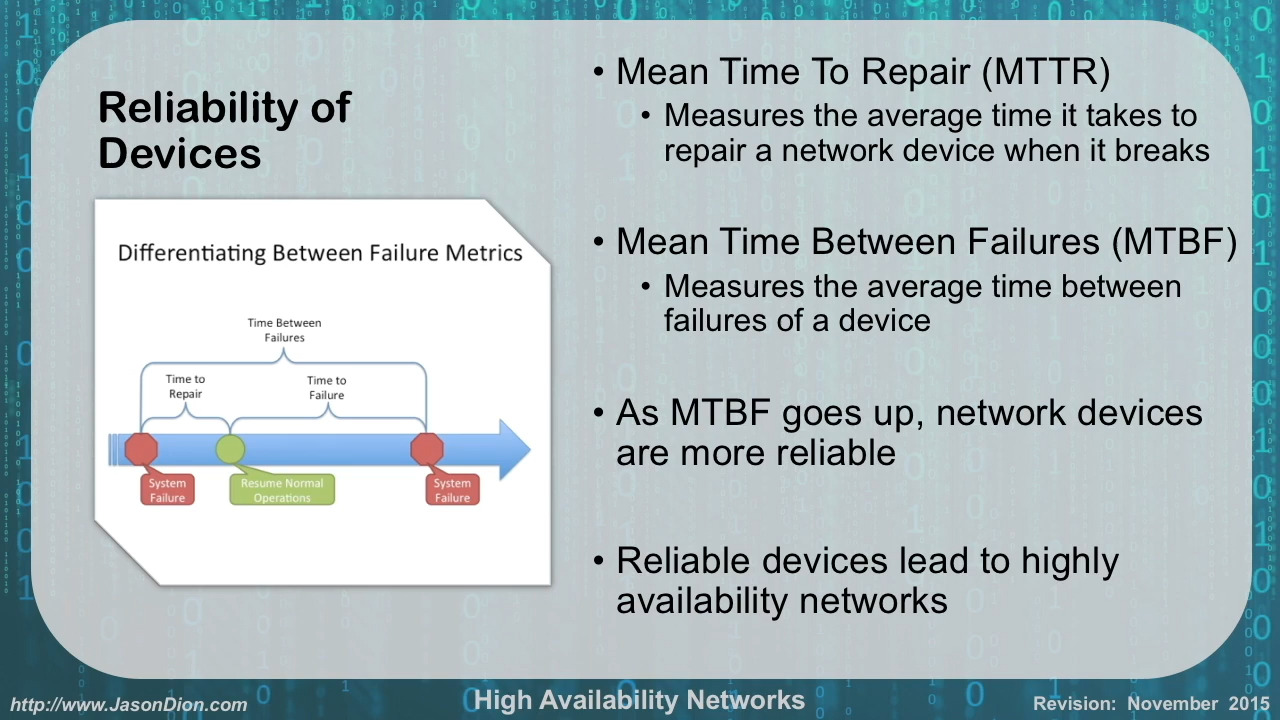 Reliability of
Devices
Differentiating Between Failure Metrics
Time Between
Failures
Time to
Repair
Time to
Failure
System
Failure
Resume Normal
Operations
System
Failure
• Mean Time To Repair (MTTR)
• Measures the average time it takes to
repair a network device when it breaks
• Mean Time Between Failures (MTBF)
• Measures the average time between
failures of a device
• As MTBF goes up, network devices
are more reliable
• Reliable devices lead to highly
availability networks
http://www.JasonDion.com
High Availability Networks
Revision: November 2015